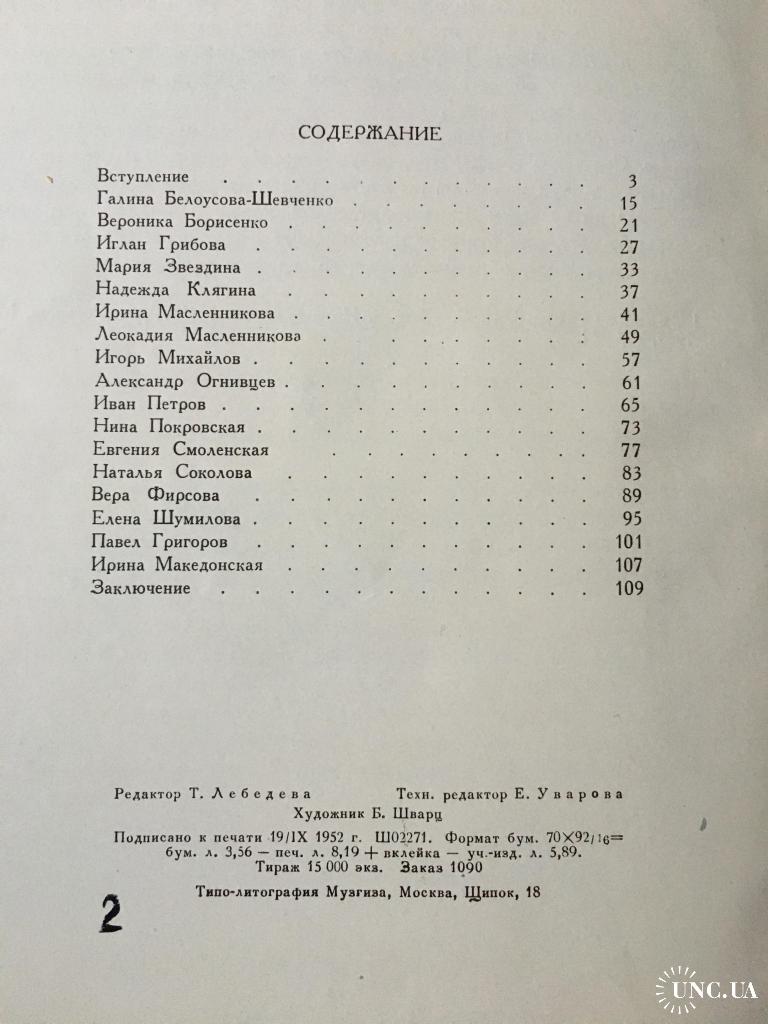 СОДЕРЖАНИЕ
Вступление . . . . . . . . . . . . 3
Галина Белоусова-Шевченко . . . . . . . . 15
Вероника Борисенко . . . . . . . . . . 21
Иглан Грибова . . . . . . . . . . . 27
Мария Звездина . . . . . . . . . . . 33
Надежда Клягина . . . . . . . . . . 37
Ирина Масленникова . . . . . . . . . . 41
Леокадия Масленникова . . . . . . . . 49
Игорь Михайлов . . . . . . . . . . . 57
Александр Огнивцев . . . . . . . . . . 61
Иван Петров . . . . . . . . . . . . 65
Нина Покровская . . . . . . . . . . . 73
Евгения Смоленская . . . . . . . . . 77
Наталья Соколова . . . . . . . . . . 83
Вера Фирсова . . . . . . . . . . . 89
Елена Шумилова . . . . . . . . . . . 95
Павел Григоров . . . . . . . . . . . 101
Ирина Македонская . . . . . . . . . . 107
Заключение . . . . . . . . . . . . 109
Редактор Т. Лебедева Техн. редактор Е. Уварова
Художник Б. Шварц
Подписано к печати 19/IX 1952 г. Ш02271. Формат бум. 70×92/16=
бум. л. 3,56 — печ. л. 8,19 + вклейка — уч.-изд. л. 5,89.
Тираж 15 000 экз. Заказ 1090
Типо-литография Музгиза, Москва, Щипок, 18
2
UNC.UA